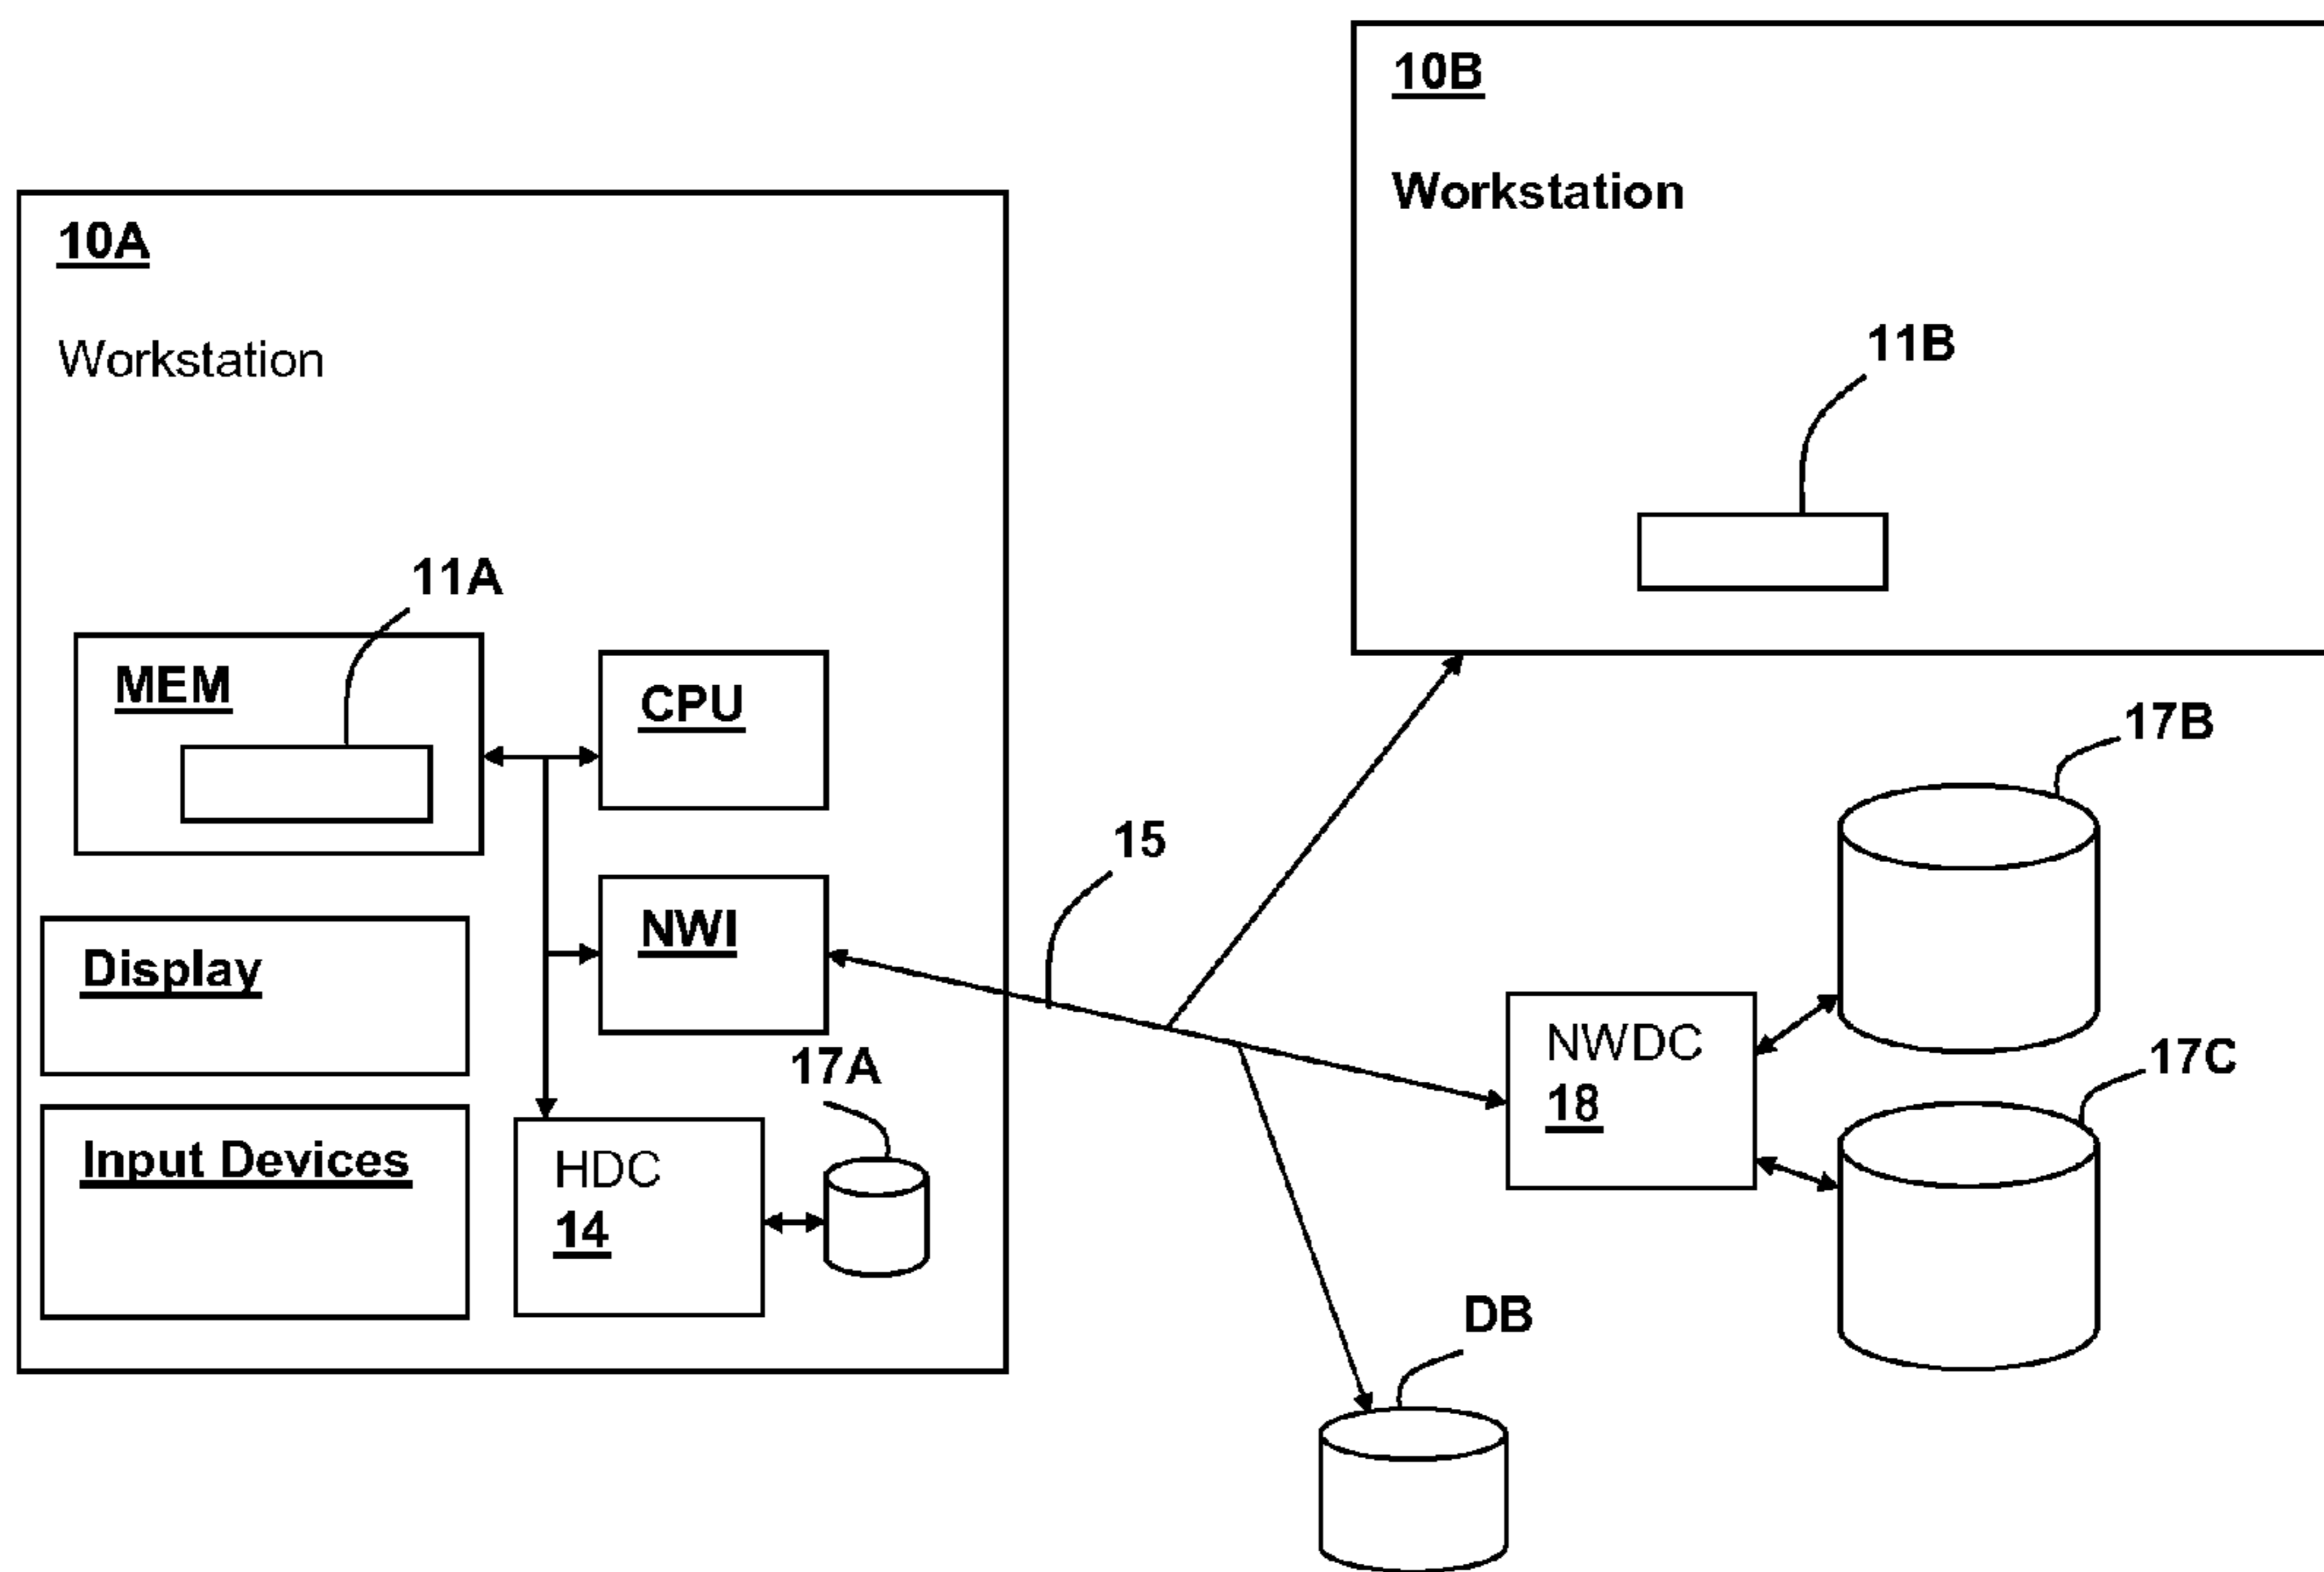 10B
Workstation
11B
10A
Workstation
11A
MEM
CPU
17B
15
NWI
Display
17A
NWDC
18
17C
Input Devices
HDC
14
DB